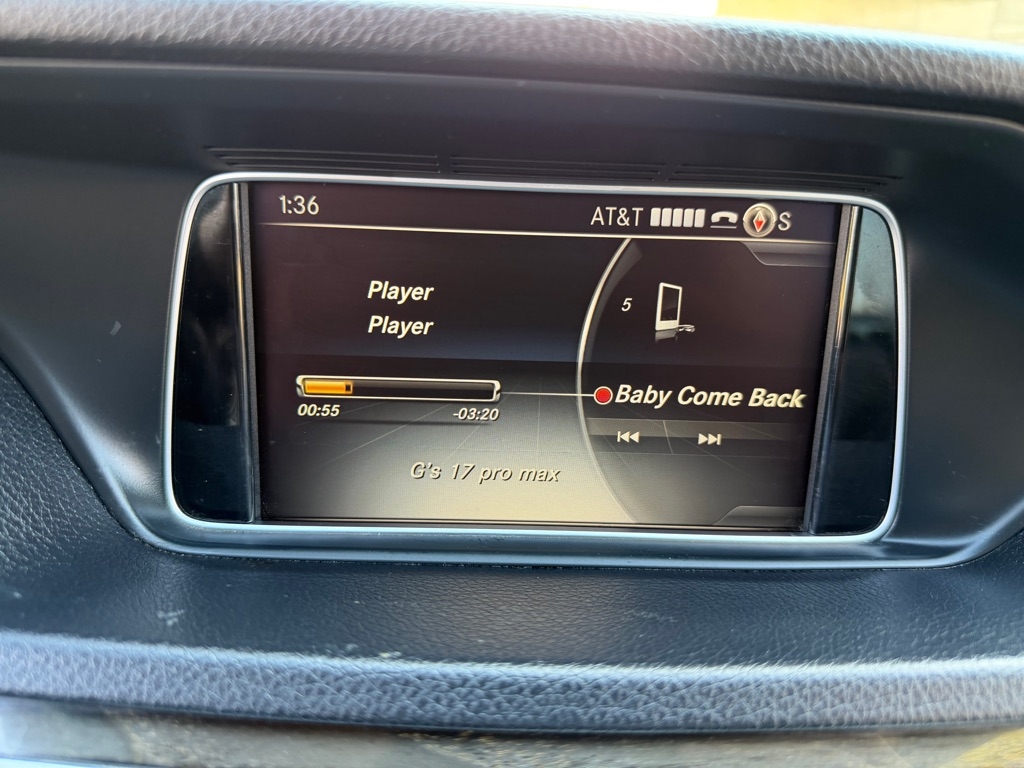 1:36 AT&T S
Player
Player
5
Baby Come Back
00:55 -03:20
G's 17 pro max